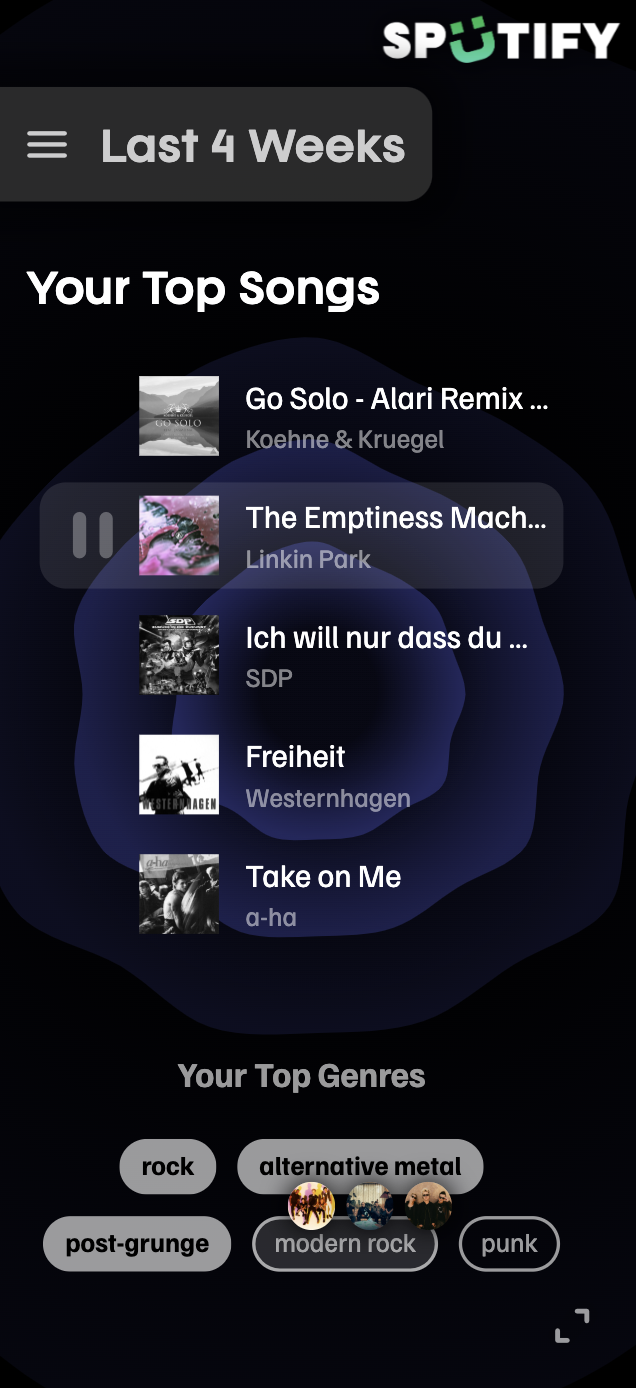 SPÜTIFY
Last 4 Weeks
Your Top Songs
GO SOLO
Go Solo - Alari Remix ...
Koehne & Kruegel
The Emptiness Mach...
Linkin Park
SDP
Ich will nur dass du ...
SDP
Freiheit
WESTERNHAGEN
Westernhagen
a-ha
Take on Me
a-ha
Your Top Genres
rock alternative metal
post-grunge modern rock punk